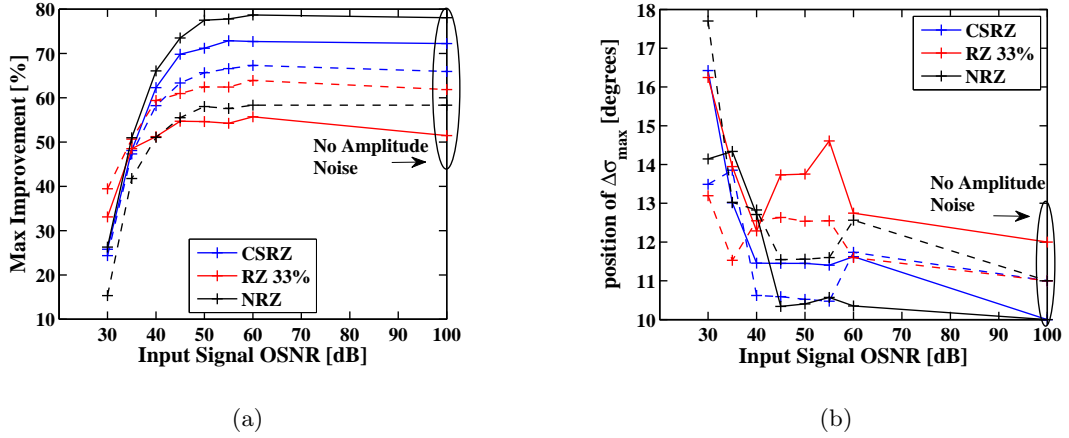 80
70
60
50
40
30
20
10
Max Improvement [%]
No Amplitude
Noise
CSRZ
RZ 33%
NRZ
20 30 40 50 60 70 80 90 100
Input Signal OSNR [dB]
(a)
18
17
16
15
14
13
12
11
10
position of Δσmax [degrees]
CSRZ
RZ 33%
NRZ
No Amplitude
Noise
20 30 40 50 60 70 80 90 100
Input Signal OSNR [dB]
(b)